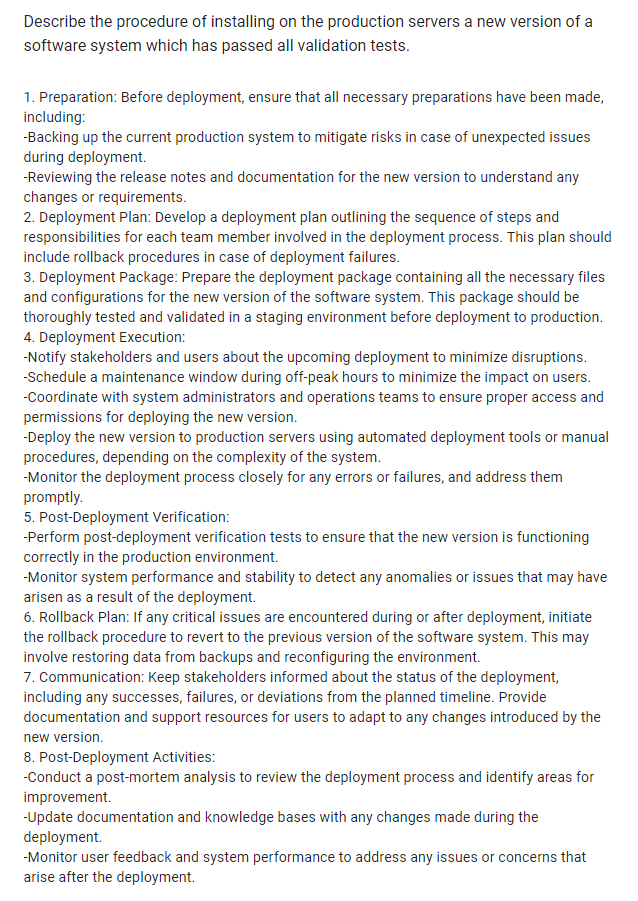 Describe the procedure of installing on the production servers a new version of a
software system which has passed all validation tests.
1. Preparation: Before deployment, ensure that all necessary preparations have been made,
including:
-Backing up the current production system to mitigate risks in case of unexpected issues
during deployment.
-Reviewing the release notes and documentation for the new version to understand any
changes or requirements.
2. Deployment Plan: Develop a deployment plan outlining the sequence of steps and
responsibilities for each team member involved in the deployment process. This plan should
include rollback procedures in case of deployment failures.
3. Deployment Package: Prepare the deployment package containing all the necessary files
and configurations for the new version of the software system. This package should be
thoroughly tested and validated in a staging environment before deployment to production.
4. Deployment Execution:
-Notify stakeholders and users about the upcoming deployment to minimize disruptions.
-Schedule a maintenance window during off-peak hours to minimize the impact on users.
-Coordinate with system administrators and operations teams to ensure proper access and
permissions for deploying the new version.
-Deploy the new version to production servers using automated deployment tools or manual
procedures, depending on the complexity of the system.
-Monitor the deployment process closely for any errors or failures, and address them
promptly.
5. Post-Deployment Verification:
-Perform post-deployment verification tests to ensure that the new version is functioning
correctly in the production environment.
-Monitor system performance and stability to detect any anomalies or issues that may have
arisen as a result of the deployment.
6. Rollback Plan: If any critical issues are encountered during or after deployment, initiate
the rollback procedure to revert to the previous version of the software system. This may
involve restoring data from backups and reconfiguring the environment.
7. Communication: Keep stakeholders informed about the status of the deployment,
including any successes, failures, or deviations from the planned timeline. Provide
documentation and support resources for users to adapt to any changes introduced by the
new version.
8. Post-Deployment Activities:
-Conduct a post-mortem analysis to review the deployment process and identify areas for
improvement.
-Update documentation and knowledge bases with any changes made during the
deployment.
-Monitor user feedback and system performance to address any issues or concerns that
arise after the deployment.